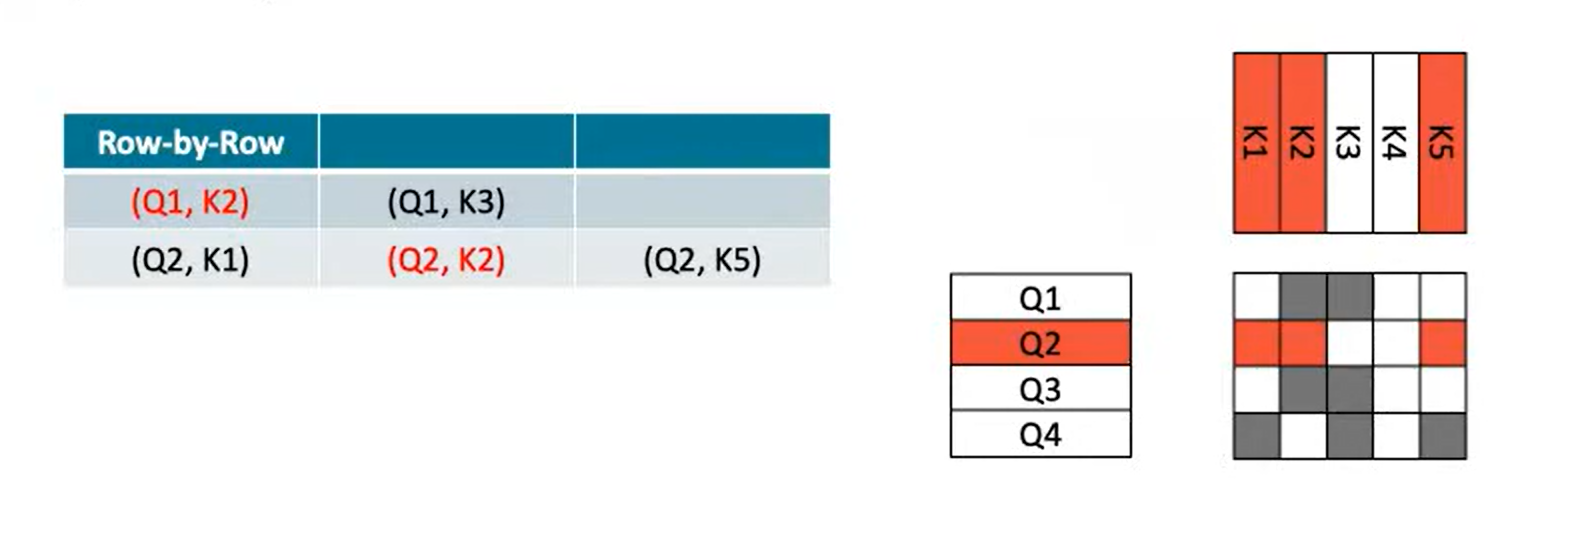 Row-by-Row
(Q1, K2) (Q1, K3)
(Q2, K1) (Q2, K2) (Q2, K5)
K1 K2 K3 K4 K5
Q1
Q2
Q3
Q4